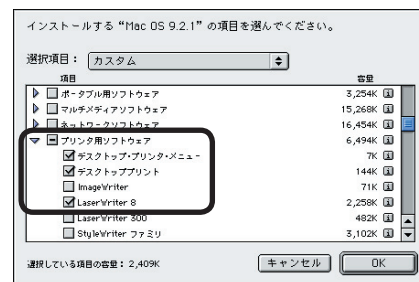 インストールする“Mac OS 9.2.1”の項目を選んでください。
選択項目： カスタム
項目 容量
ポータブル用ソフトウェア 3,254K
マルチメディアソフトウェア 15,268K
ネットワークソフトウェア 16,454K
プリンタ用ソフトウェア 6,494K
デスクトップ・プリンタ・メニュー 7K
デスクトッププリント 144K
ImageWriter 71K
LaserWriter 8 2,258K
LaserWriter 300 482K
StyleWriter ファミリ 3,102K
選択している項目の容量：2,409K キャンセル OK